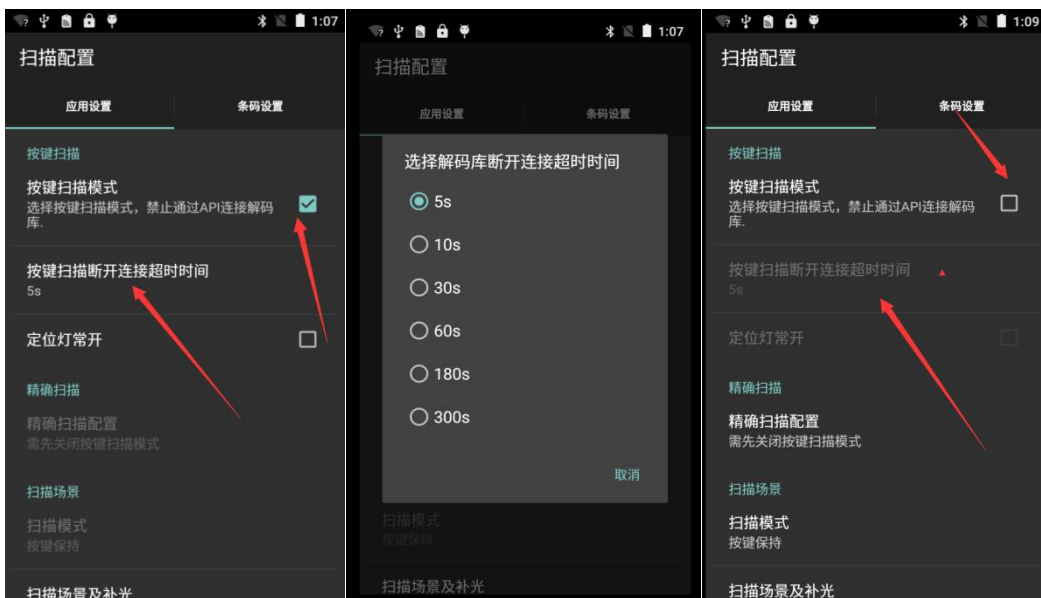 1:07
扫描配置
应用设置
条码设置
按键扫描
按键扫描模式
选择按键扫描模式，禁止通过API连接解码
库.
按键扫描断开连接超时时间
5s
定位灯常开
精确扫描
精确扫描配置
需先关闭按键扫描模式
扫描场景
扫描模式
按键保持
扫描场景及补光
1:07
扫描配置
应用设置
条码设置
选择解码库断开连接超时时间
5s
10s
30s
60s
180s
300s
取消
扫描模式
按键保持
扫描场景及补光
1:09
扫描配置
应用设置
条码设置
按键扫描
按键扫描模式
选择按键扫描模式，禁止通过API连接解码
库.
按键扫描断开连接超时时间
5s
定位灯常开
精确扫描
精确扫描配置
需先关闭按键扫描模式
扫描场景
扫描模式
按键保持
扫描场景及补光